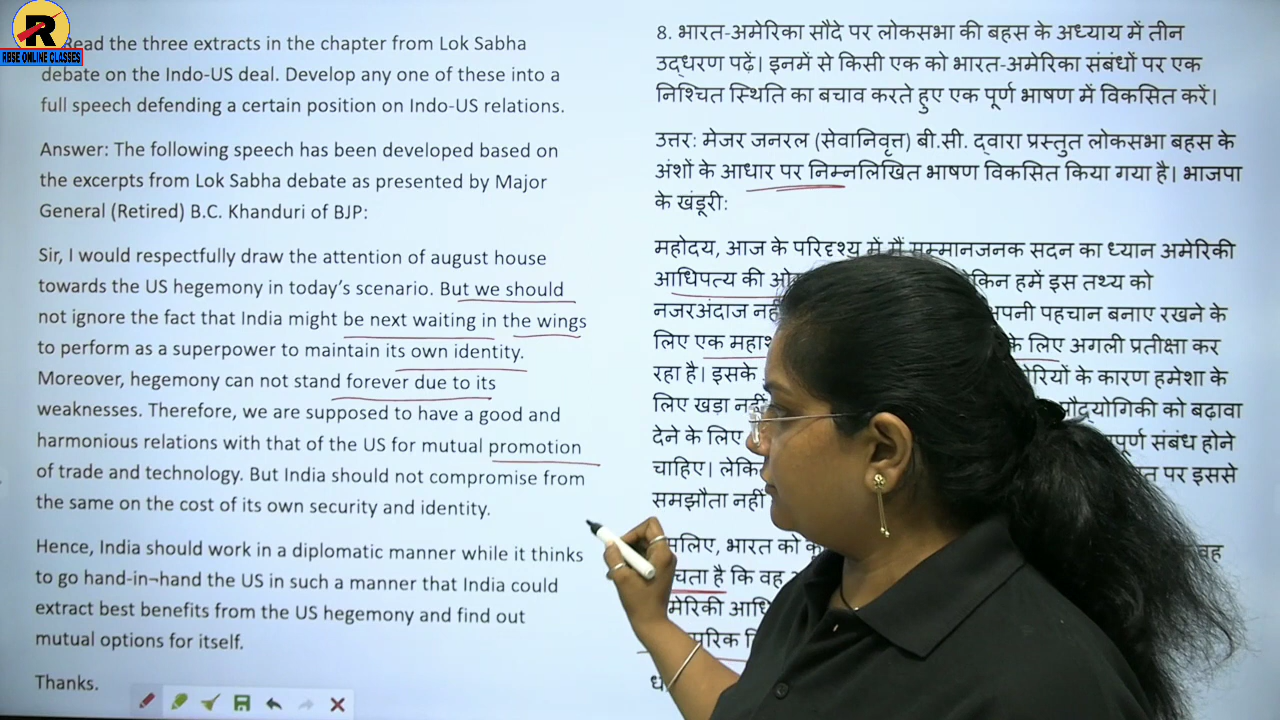 R
RBSE ONLINE CLASSES
Read the three extracts in the chapter from Lok Sabha
debate on the Indo-US deal. Develop any one of these into a
full speech defending a certain position on Indo-US relations.
Answer: The following speech has been developed based on
the excerpts from Lok Sabha debate as presented by Major
General (Retired) B.C. Khanduri of BJP:
Sir, I would respectfully draw the attention of august house
towards the US hegemony in today's scenario. But we should
not ignore the fact that India might be next waiting in the wings
to perform as a superpower to maintain its own identity.
Moreover, hegemony can not stand forever due to its
weaknesses. Therefore, we are supposed to have a good and
harmonious relations with that of the US for mutual promotion
of trade and technology. But India should not compromise from
the same on the cost of its own security and identity.
Hence, India should work in a diplomatic manner while it thinks
to go hand-in¬hand the US in such a manner that India could
extract best benefits from the US hegemony and find out
mutual options for itself.
Thanks.
8. भारत-अमेरिका सौदे पर लोकसभा की बहस के अध्याय में तीन
उद्धरण पढ़े। इनमें से किसी एक को भारत-अमेरिका संबंधों पर एक
निश्चित स्थिति का बचाव करते हुए एक पूर्ण भाषण में विकसित करें।
उत्तर: मेजर जनरल (सेवानिवृत्त) बी.सी. द्वारा प्रस्तुत लोकसभा बहस के
अंशों के आधार पर निम्नलिखित भाषण विकसित किया गया है। भाजपा
के खंडूरी:
महोदय, आज के परिदृश्य में मैं सम्मानजनक सदन का ध्यान अमेरिकी
आधिपत्य की लेकिन हमें इस तथ्य को
नजरअंदाज अपनी पहचान बनाए रखने के
लिए एक के लिए अगली प्रतीक्षा कर
रहा है। इसके के कारण हमेशा के
लिए खड़ा प्रौद्योगिकी को बढ़ावा
देने के लिए संबंध होने
चाहिए। पर इससे
समझौता नहीं
भारत को वह
है कि वह